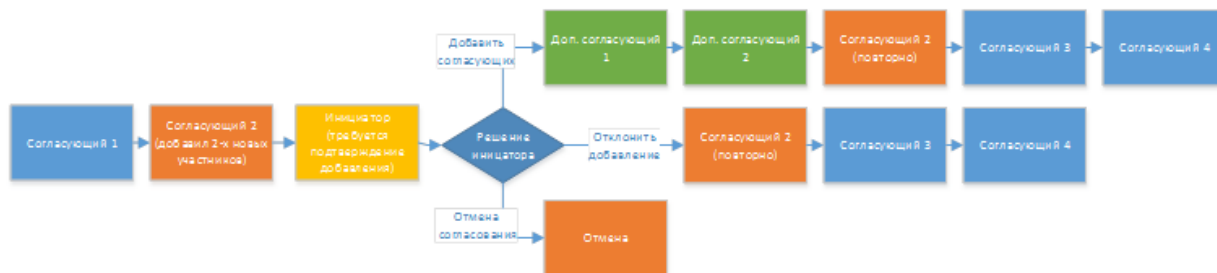 Добавить
согласующих
Доп. согласующий
1
Доп. согласующий
2
Согласующий 2
(повторно)
Согласующий 3
Согласующий 4
Согласующий 1
Согласующий 2
(добавил 2-х новых
участников)
Инициатор
(требуется
подтверждение
добавления)
Решение
иницатора
Отклонить
добавление
Согласующий 2
(повторно)
Согласующий 3
Согласующий 4
Отмена
согласования
Отмена